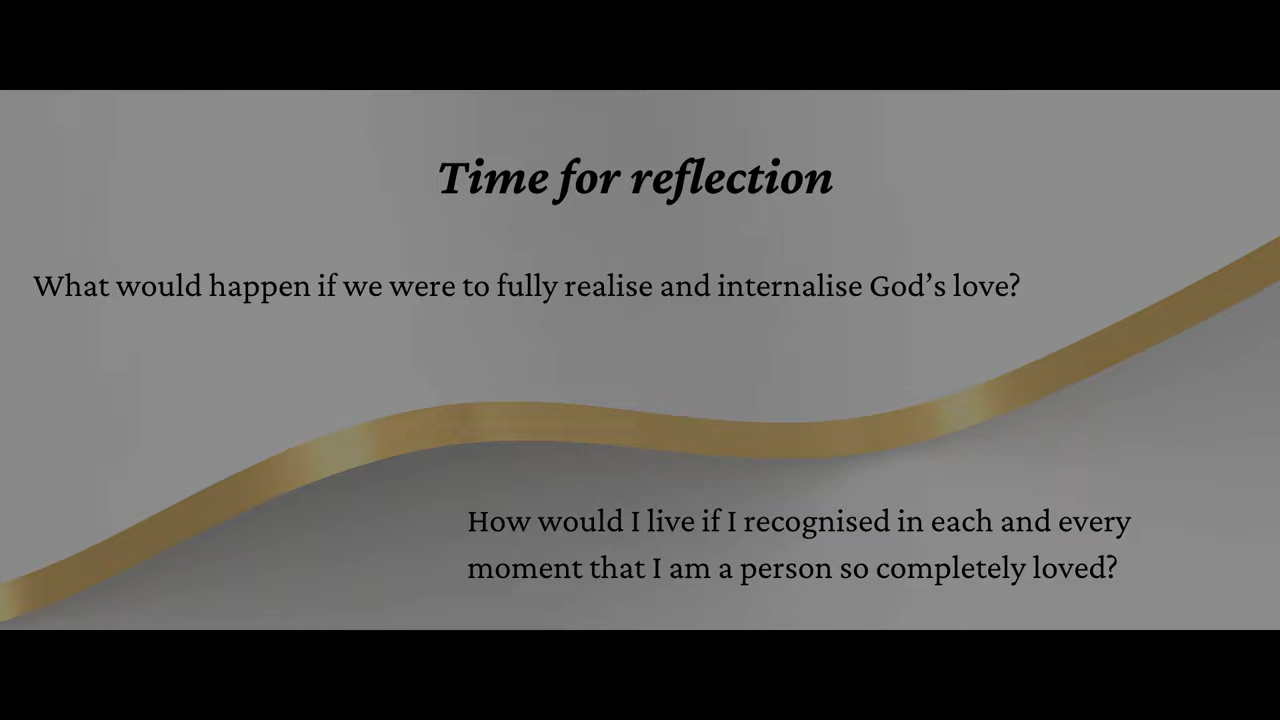 Time for reflection
What would happen if we were to fully realise and internalise God’s love?
How would I live if I recognised in each and every
moment that I am a person so completely loved?